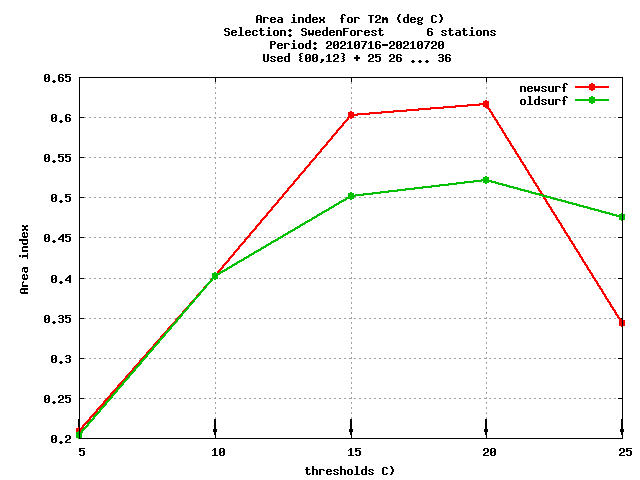 Area index  for T2m (deg C)
Selection: SwedenForest      6 stations
Period: 20210716-20210720
Used {00,12} + 25 26 ... 36
newsurf
oldsurf
0.65
0.6
0.55
0.5
0.45
0.4
0.35
0.3
0.25
0.2
Area index
5 10 15 20 25
thresholds C)